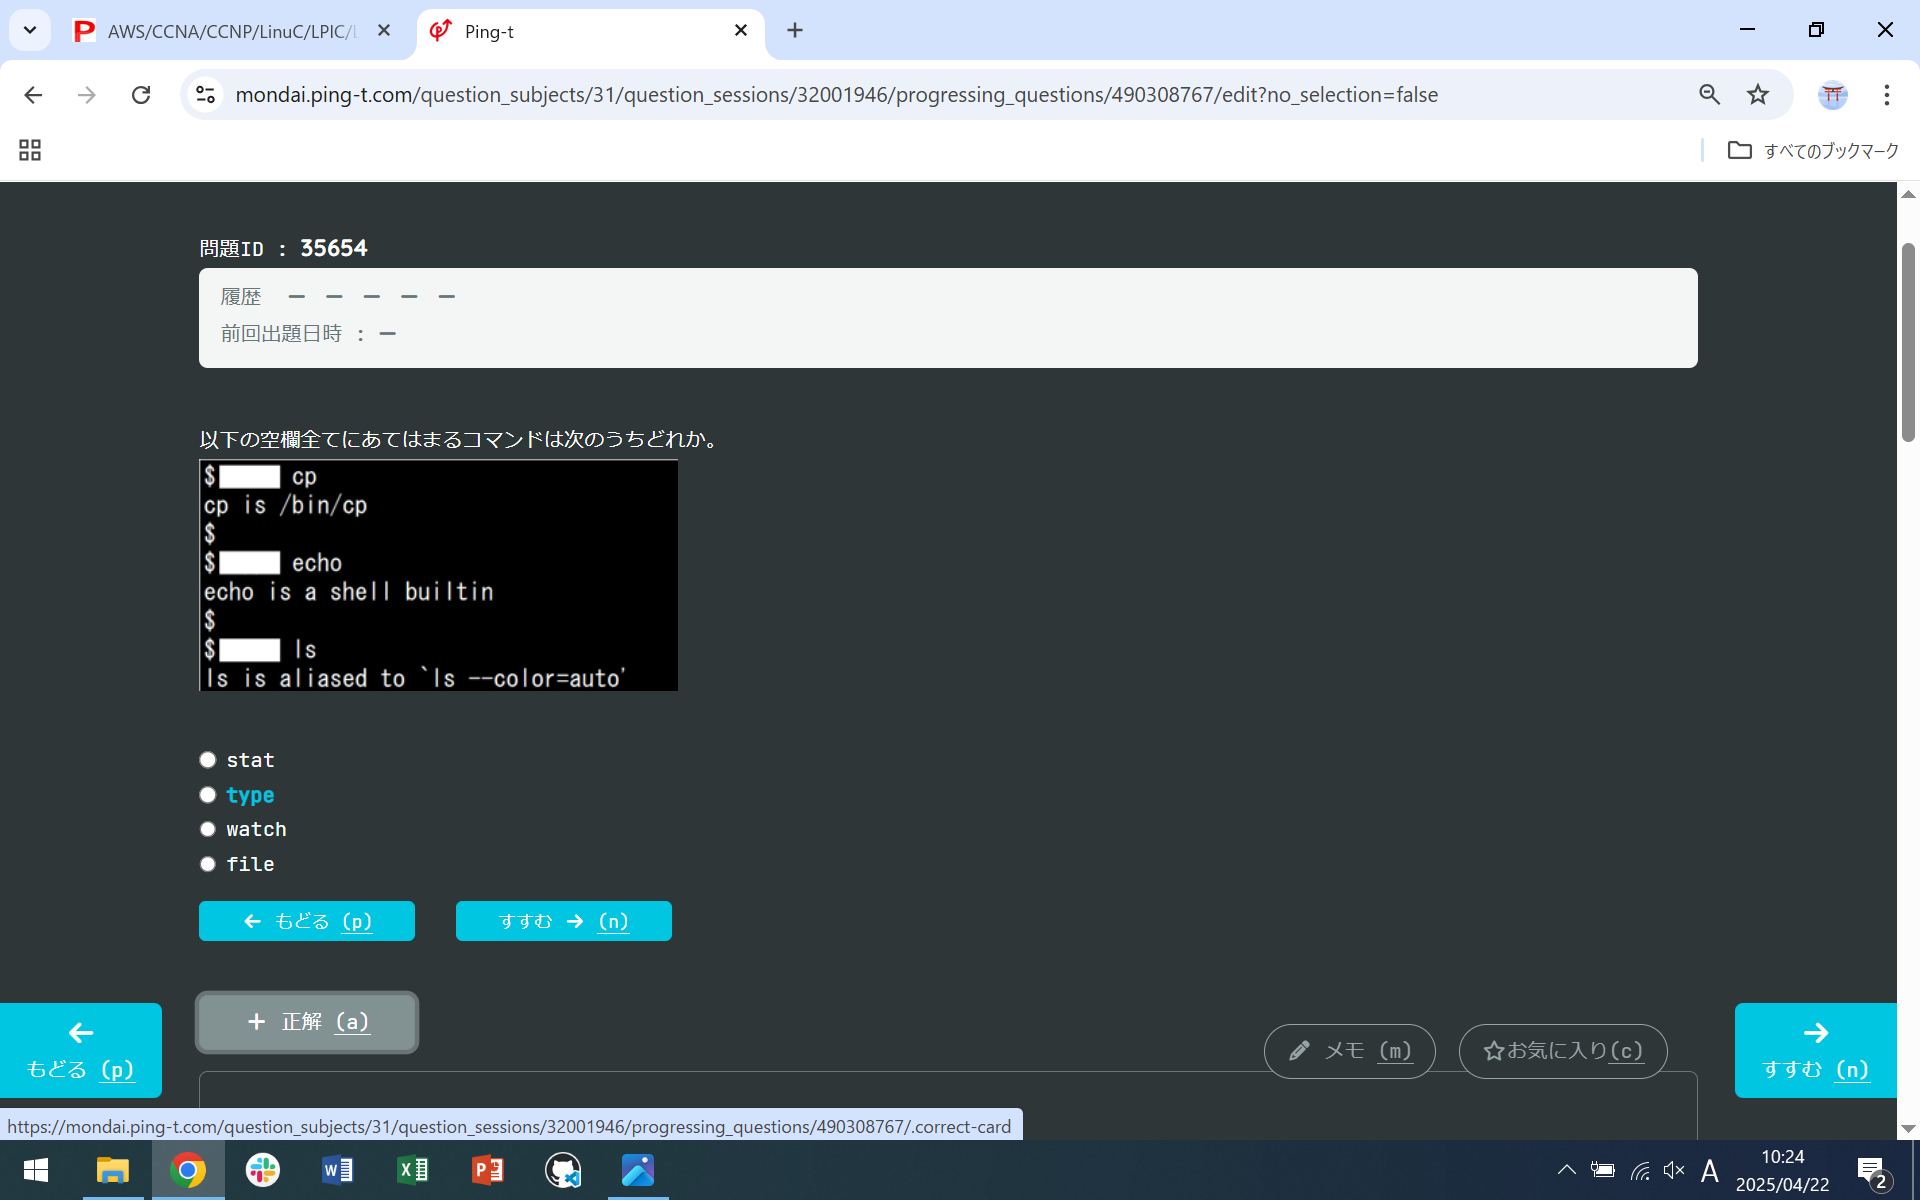 AWS/CCNA/CCNP/LinuC/LPIC/
Ping-t
mondai.ping-t.com/question_subjects/31/question_sessions/32001946/progressing_questions/490308767/edit?no_selection=false
すべてのブックマーク
問題ID : 35654
履歴 ー ー ー ー ー
前回出題日時 : ー
以下の空欄全てにあてはまるコマンドは次のうちどれか。
$ cp
cp is /bin/cp
$
$ echo
echo is a shell builtin
$
$ ls
ls is aliased to `ls --color=auto'
stat
type
watch
file
← もどる (p)
すすむ → (n)
+ 正解 (a)
メモ (m)
☆お気に入り(c)
←
もどる (p)
→
すすむ (n)
https://mondai.ping-t.com/question_subjects/31/question_sessions/32001946/progressing_questions/490308767/.correct-card
A
10:24
2025/04/22
2